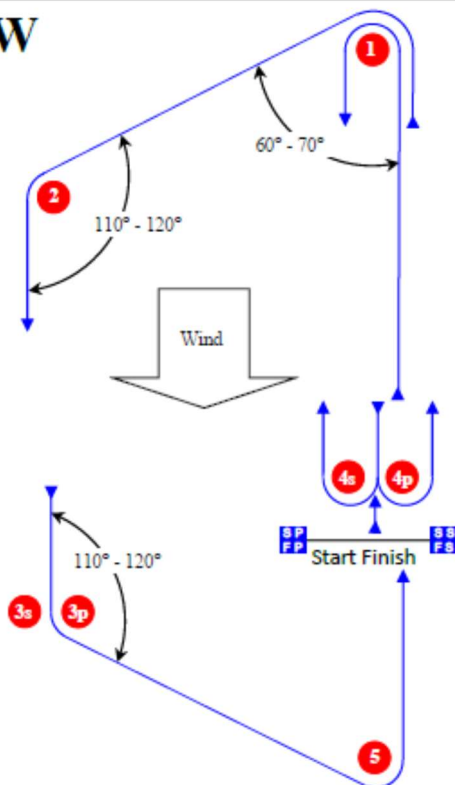 W
1
60° - 70°
2
110° - 120°
Wind
4s 4p
SP SS
FP FS
Start Finish
110° - 120°
3s 3p
5